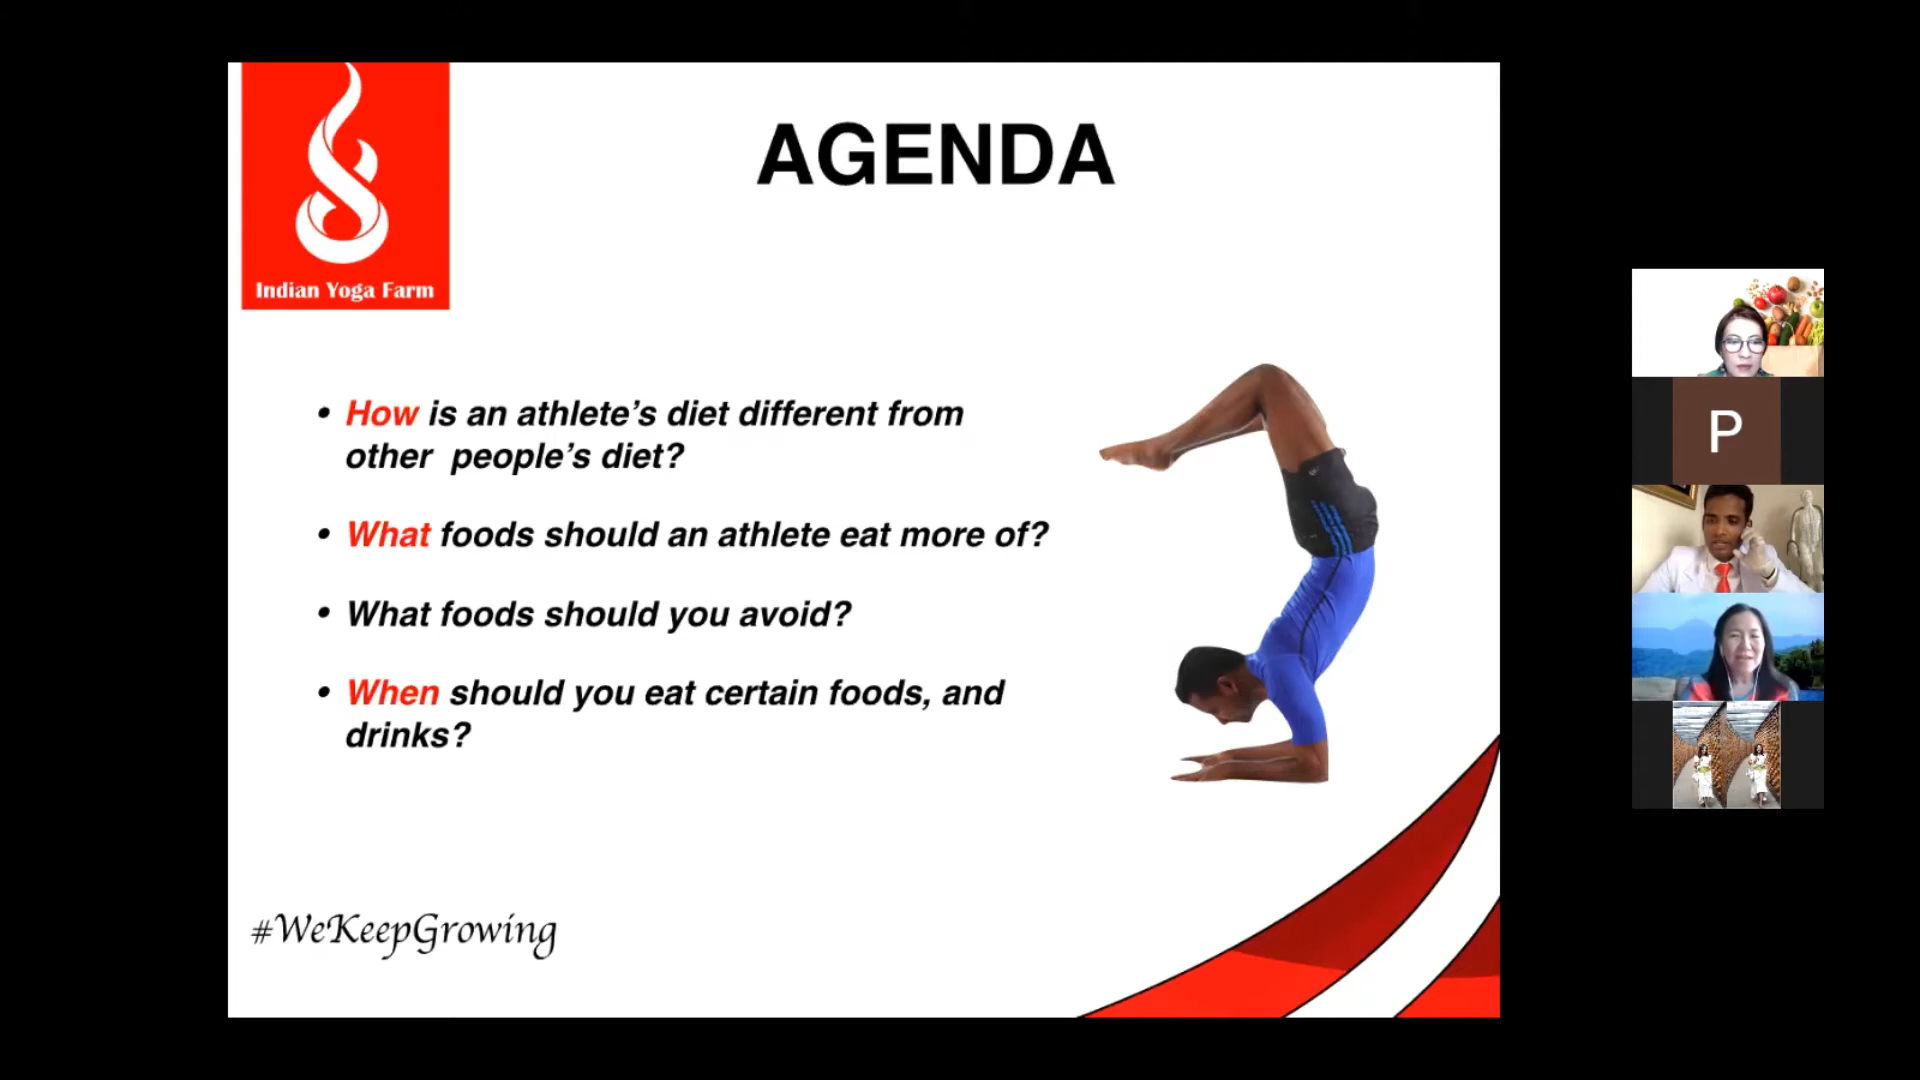 Indian Yoga Farm
AGENDA
• How is an athlete's diet different from
other people's diet?
• What foods should an athlete eat more of?
• What foods should you avoid?
• When should you eat certain foods, and
drinks?
#WeKeepGrowing
P